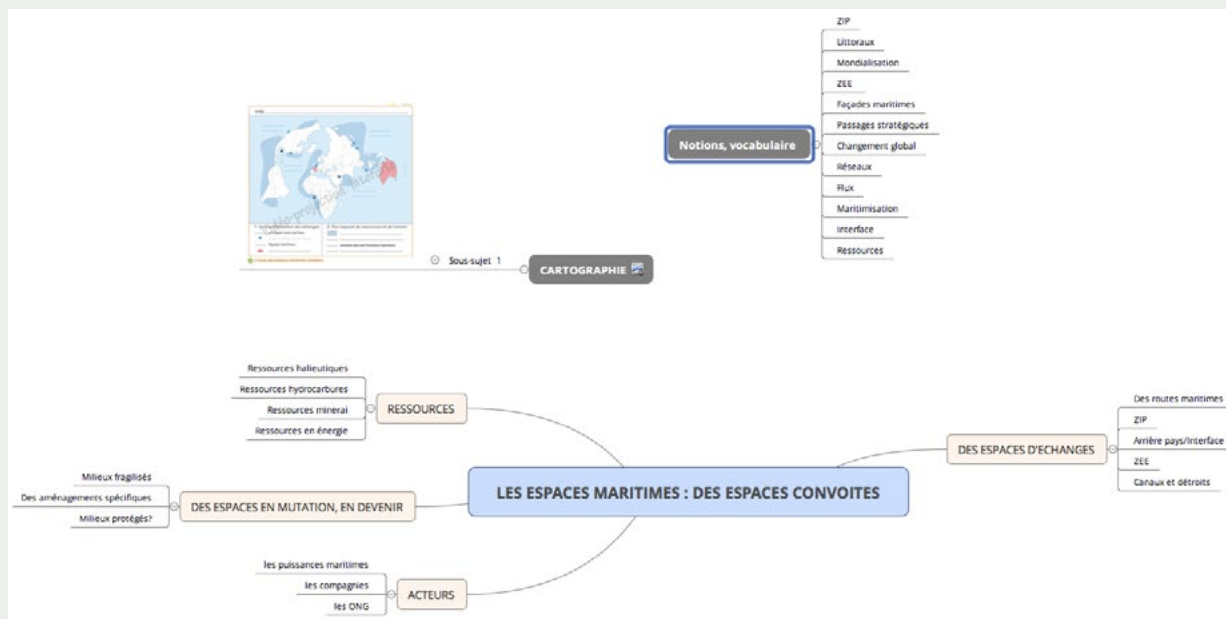 ZIP
Littoraux
Mondialisation
ZEE
Façades maritimes
Passages stratégiques
Changement global
Réseaux
Flux
Maritimisation
Interface
Ressources
Notions, vocabulaire
Sous-sujet 1
CARTOGRAPHIE
Ressources halieutiques
Ressources hydrocarbures
Ressources minerai
Ressources en énergie
RESSOURCES
Des routes maritimes
ZIP
Arrière pays/Interface
ZEE
Canaux et détroits
DES ESPACES D'ECHANGES
LES ESPACES MARITIMES : DES ESPACES CONVOITES
Milieux fragilisés
Des aménagements spécifiques
Milieux protégés?
DES ESPACES EN MUTATION, EN DEVENIR
les puissances maritimes
les compagnies
les ONG
ACTEURS